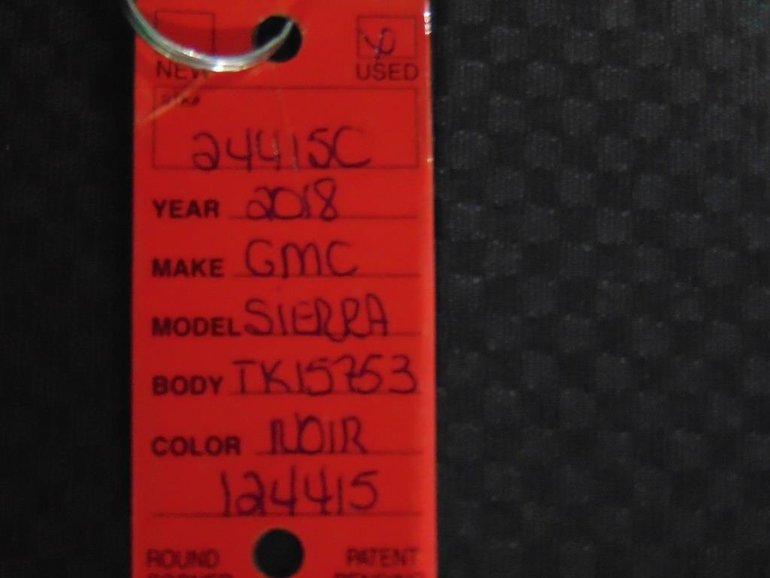 NEW USED
24415C
YEAR 2018
MAKE GMC
MODEL SIERRA
BODY TK15753
COLOR NOIR
124415
ROUND PATENT